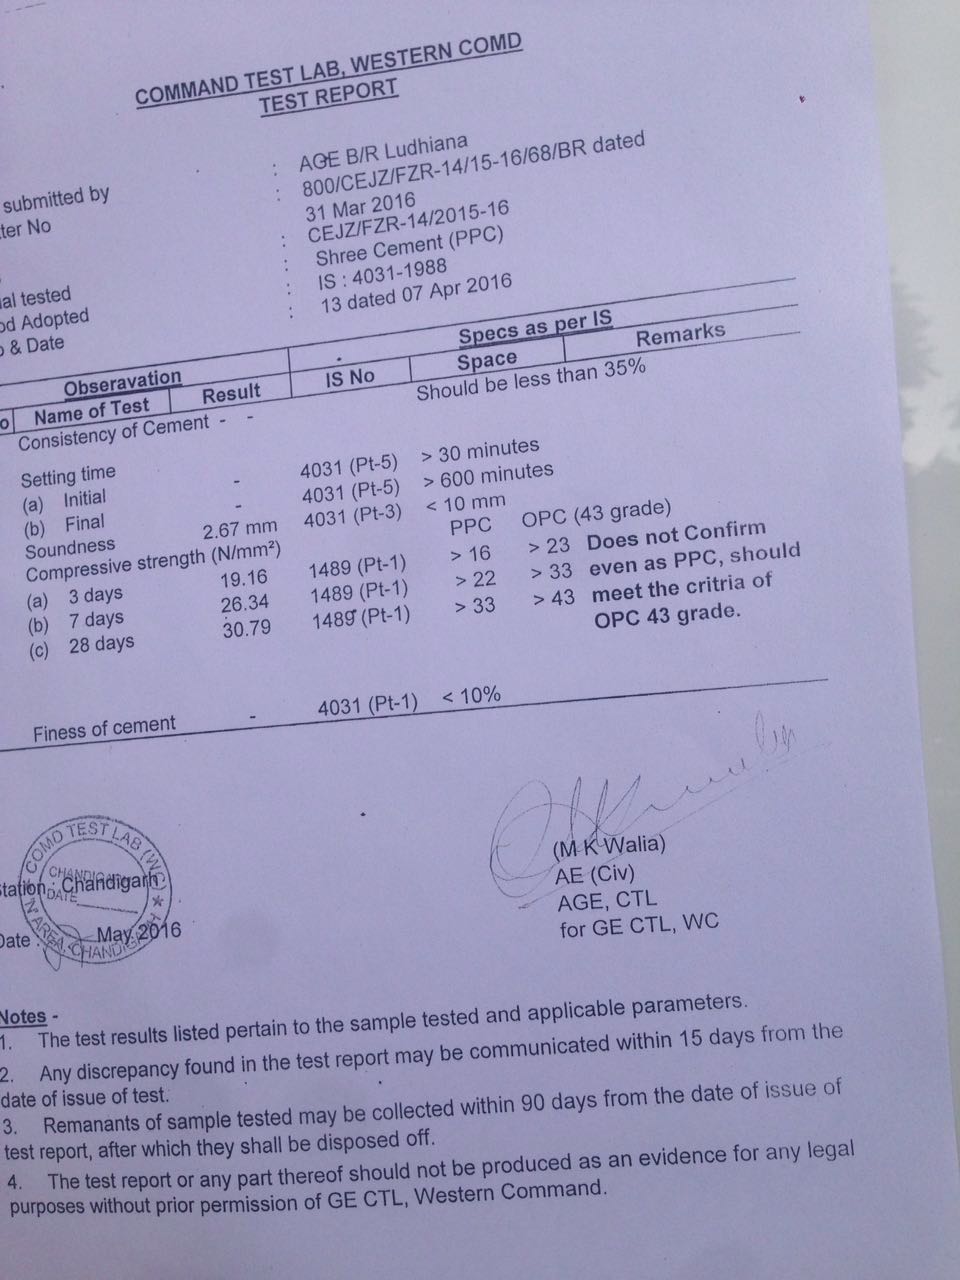 COMMAND TEST LAB, WESTERN COMD
TEST REPORT
submitted by : AGE B/R Ludhiana
ter No : 800/CEJZ/FZR-14/15-16/68/BR dated
31 Mar 2016
: CEJZ/FZR-14/2015-16
ial tested : Shree Cement (PPC)
od Adopted : IS : 4031-1988
o & Date : 13 dated 07 Apr 2016
Obseravation Specs as per IS
o Name of Test Result IS No Space Remarks
Consistency of Cement - - Should be less than 35%
Setting time
(a) Initial - 4031 (Pt-5) > 30 minutes
(b) Final - 4031 (Pt-5) > 600 minutes
Soundness 2.67 mm 4031 (Pt-3) < 10 mm
Compressive strength (N/mm²) PPC OPC (43 grade)
(a) 3 days 19.16 1489 (Pt-1) > 16 > 23 Does not Confirm
(b) 7 days 26.34 1489 (Pt-1) > 22 > 33 even as PPC, should
(c) 28 days 30.79 1489 (Pt-1) > 33 > 43 meet the critria of
OPC 43 grade.
Finess of cement - 4031 (Pt-1) < 10%
COMD TEST LAB (WC)
CHANDIGARH
DATE
N AREA, CHANDIGARH
(M K Walia)
AE (Civ)
AGE, CTL
for GE CTL, WC
tation : Chandigarh
Date : May 2016
Notes -
1. The test results listed pertain to the sample tested and applicable parameters.
2. Any discrepancy found in the test report may be communicated within 15 days from the
date of issue of test.
3. Remanants of sample tested may be collected within 90 days from the date of issue of
test report, after which they shall be disposed off.
4. The test report or any part thereof should not be produced as an evidence for any legal
purposes without prior permission of GE CTL, Western Command.